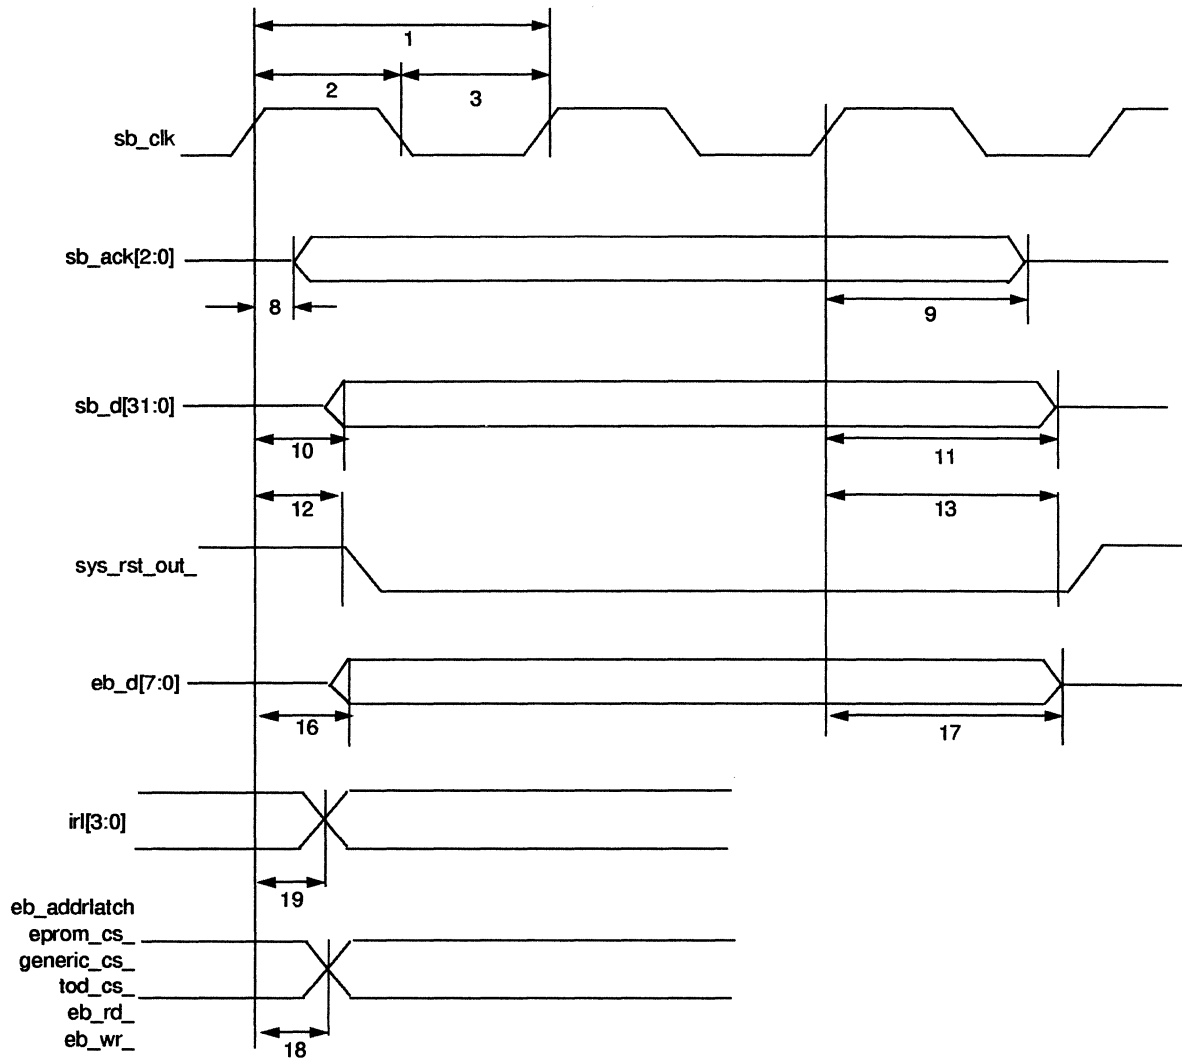 1
2
3
sb_clk
sb_ack[2:0]
8
9
sb_d[31:0]
10
11
12
13
sys_rst_out_
eb_d[7:0]
16
17
irl[3:0]
19
eb_addrlatch
eprom_cs_
generic_cs_
tod_cs_
eb_rd_
eb_wr_
18